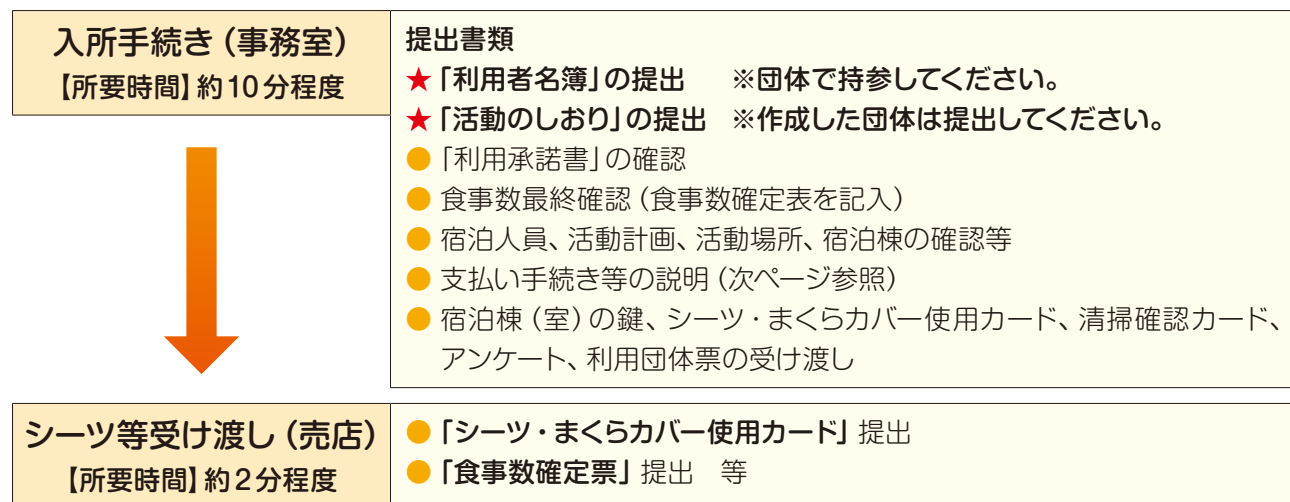 入所手続き（事務室）
【所要時間】約10分程度
提出書類
★「利用者名簿」の提出　※団体で持参してください。
★「活動のしおり」の提出　※作成した団体は提出してください。
●「利用承諾書」の確認
● 食事数最終確認（食事数確定表を記入）
● 宿泊人員、活動計画、活動場所、宿泊棟の確認等
● 支払い手続き等の説明（次ページ参照）
● 宿泊棟（室）の鍵、シーツ・まくらカバー使用カード、清掃確認カード、
アンケート、利用団体票の受け渡し
シーツ等受け渡し（売店）
【所要時間】約2分程度
●「シーツ・まくらカバー使用カード」提出
●「食事数確定票」提出　等